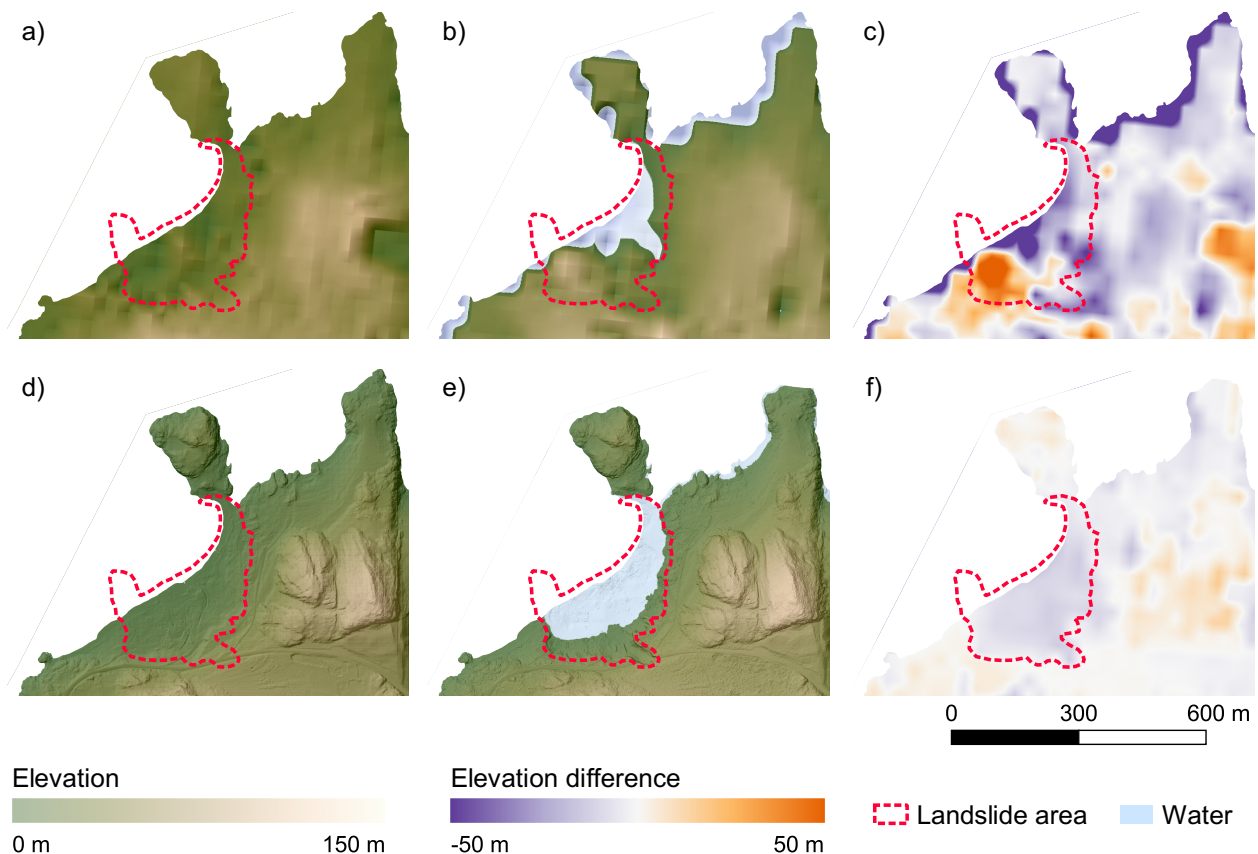 a)
b)
c)
d)
e)
f)
0 300 600 m
Elevation
0 m 150 m
Elevation difference
-50 m 50 m
Landslide area
Water